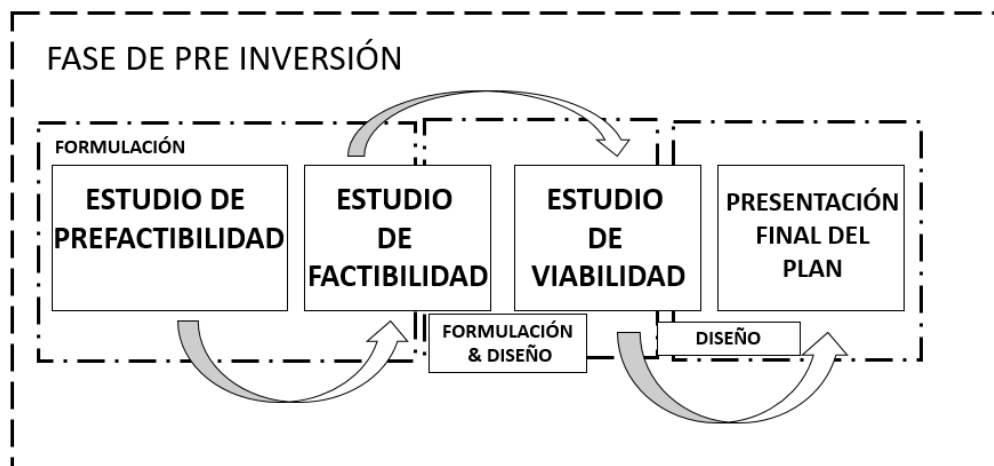 FASE DE PRE INVERSIÓN
FORMULACIÓN
ESTUDIO DE
PREFACTIBILIDAD
ESTUDIO
DE
FACTIBILIDAD
ESTUDIO
DE
VIABILIDAD
PRESENTACIÓN
FINAL DEL
PLAN
FORMULACIÓN
& DISEÑO
DISEÑO